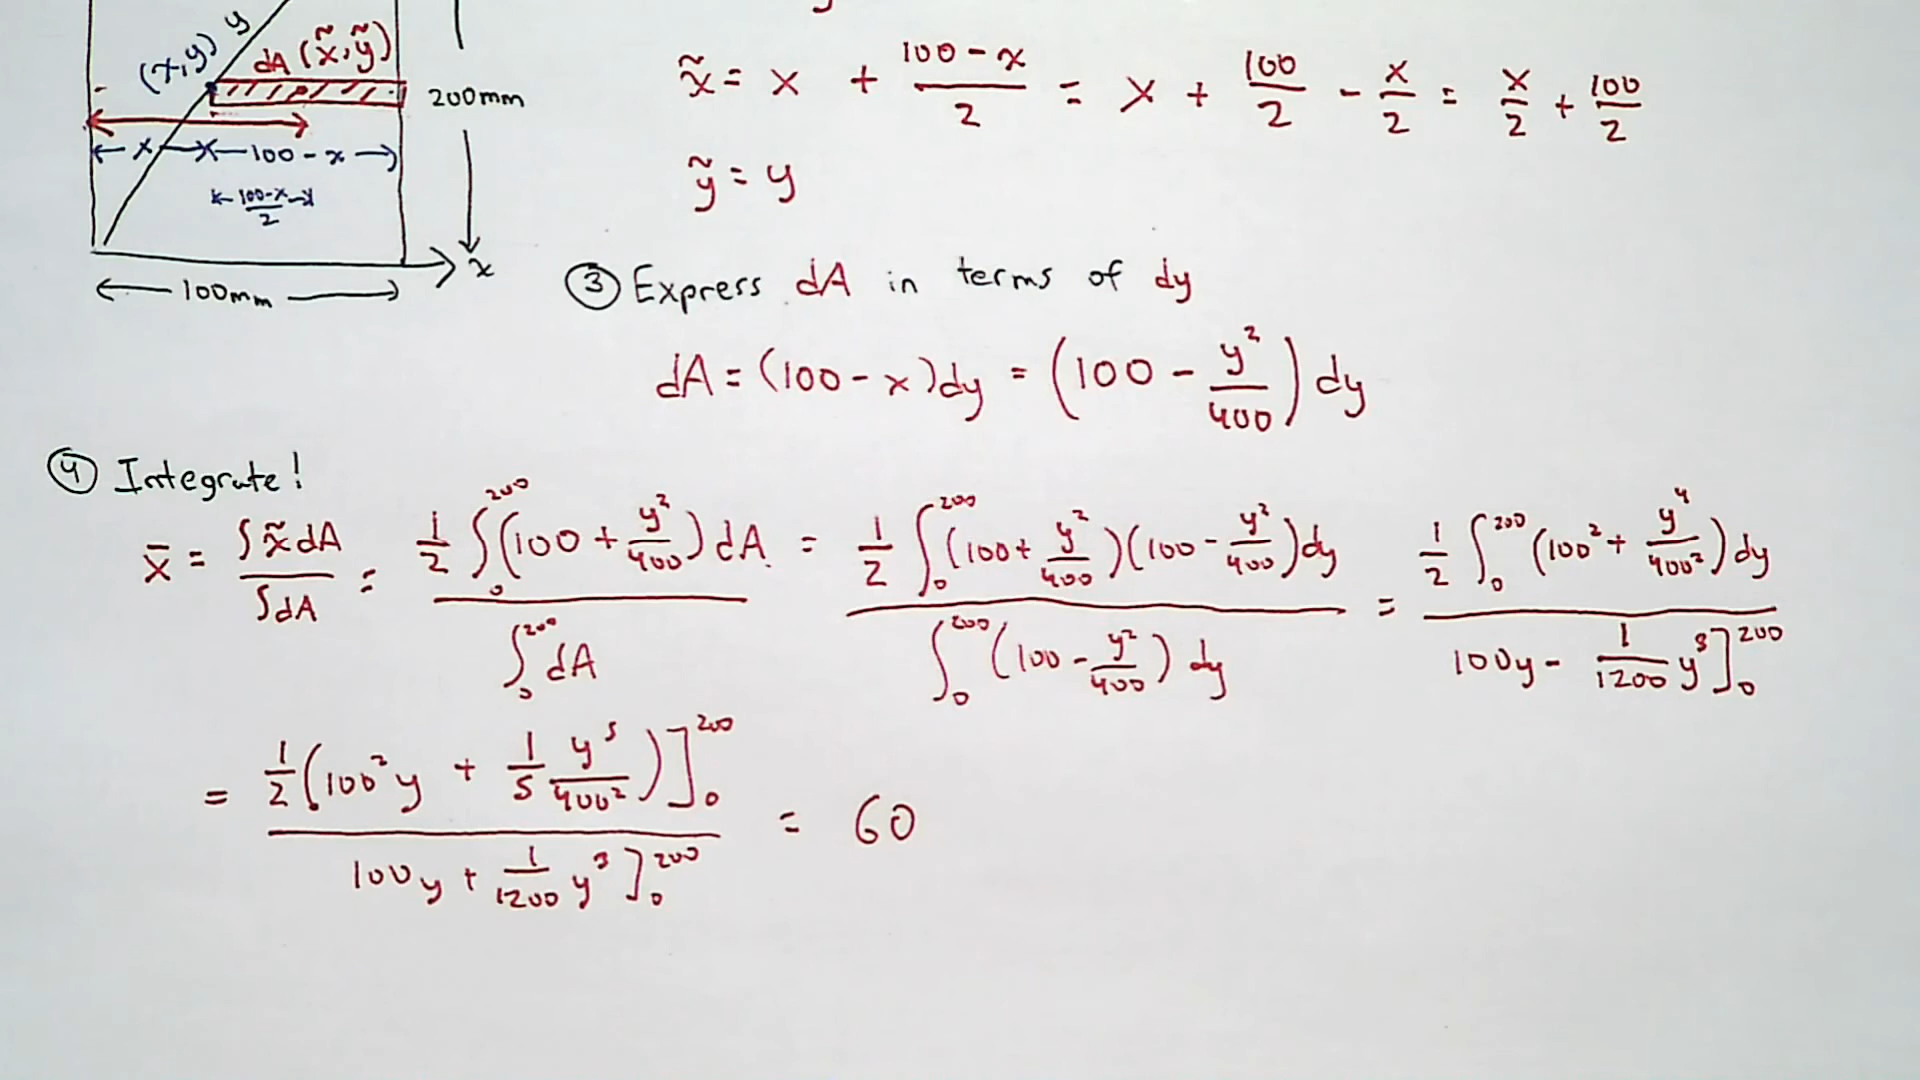 y
(x,y)
dA (x̃,ỹ)
200mm
x
100-x
(100-x)/2
x
100mm
x̃ = x + (100-x)/2 = x + 100/2 - x/2 = x/2 + 100/2
ỹ = y
③ Express dA in terms of dy
dA = (100-x)dy = (100 - y²/400) dy
④ Integrate!
x̄ = ∫x̃dA / ∫dA = ½∫₀²⁰⁰(100 + y²/400)dA / ∫₀²⁰⁰dA = ½∫₀²⁰⁰(100+y²/400)(100-y²/400)dy / ∫₀²⁰⁰(100-y²/400)dy = ½∫₀²⁰⁰(100²+y⁴/400²)dy / 100y - 1/1200 y³]₀²⁰⁰
= ½(100²y + 1/5 y⁵/400²)]₀²⁰⁰ / 100y + 1/1200 y³]₀²⁰⁰ = 60